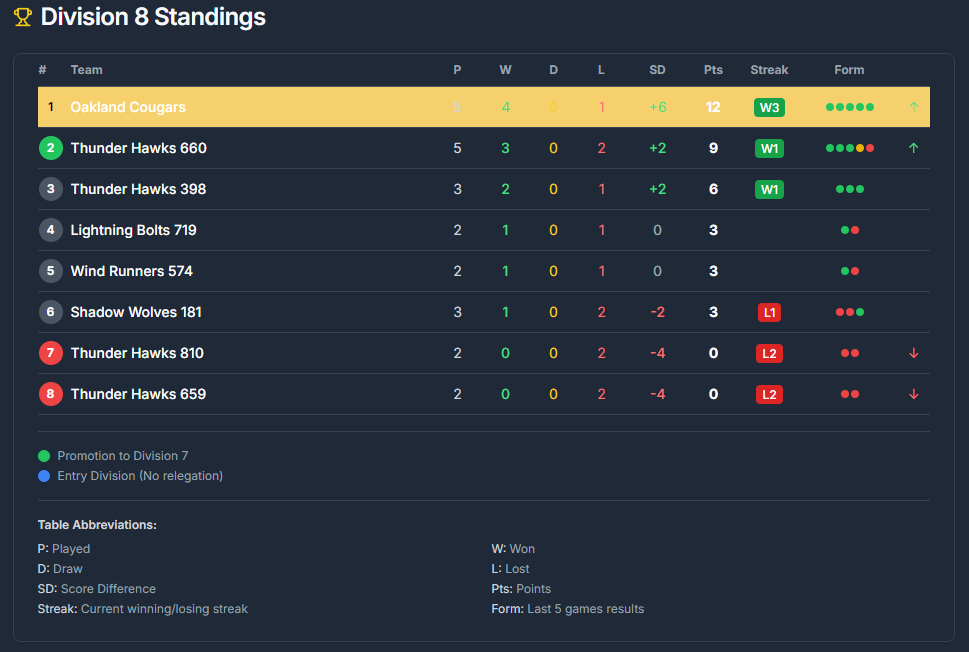 Division 8 Standings
# Team P W D L SD Pts Streak Form
1 Oakland Cougars 5 4 0 1 +6 12 W3 ↑
2 Thunder Hawks 660 5 3 0 2 +2 9 W1 ↑
3 Thunder Hawks 398 3 2 0 1 +2 6 W1
4 Lightning Bolts 719 2 1 0 1 0 3
5 Wind Runners 574 2 1 0 1 0 3
6 Shadow Wolves 181 3 1 0 2 -2 3 L1
7 Thunder Hawks 810 2 0 0 2 -4 0 L2 ↓
8 Thunder Hawks 659 2 0 0 2 -4 0 L2 ↓
Promotion to Division 7
Entry Division (No relegation)
Table Abbreviations:
P: Played
W: Won
D: Draw
L: Lost
SD: Score Difference
Pts: Points
Streak: Current winning/losing streak
Form: Last 5 games results